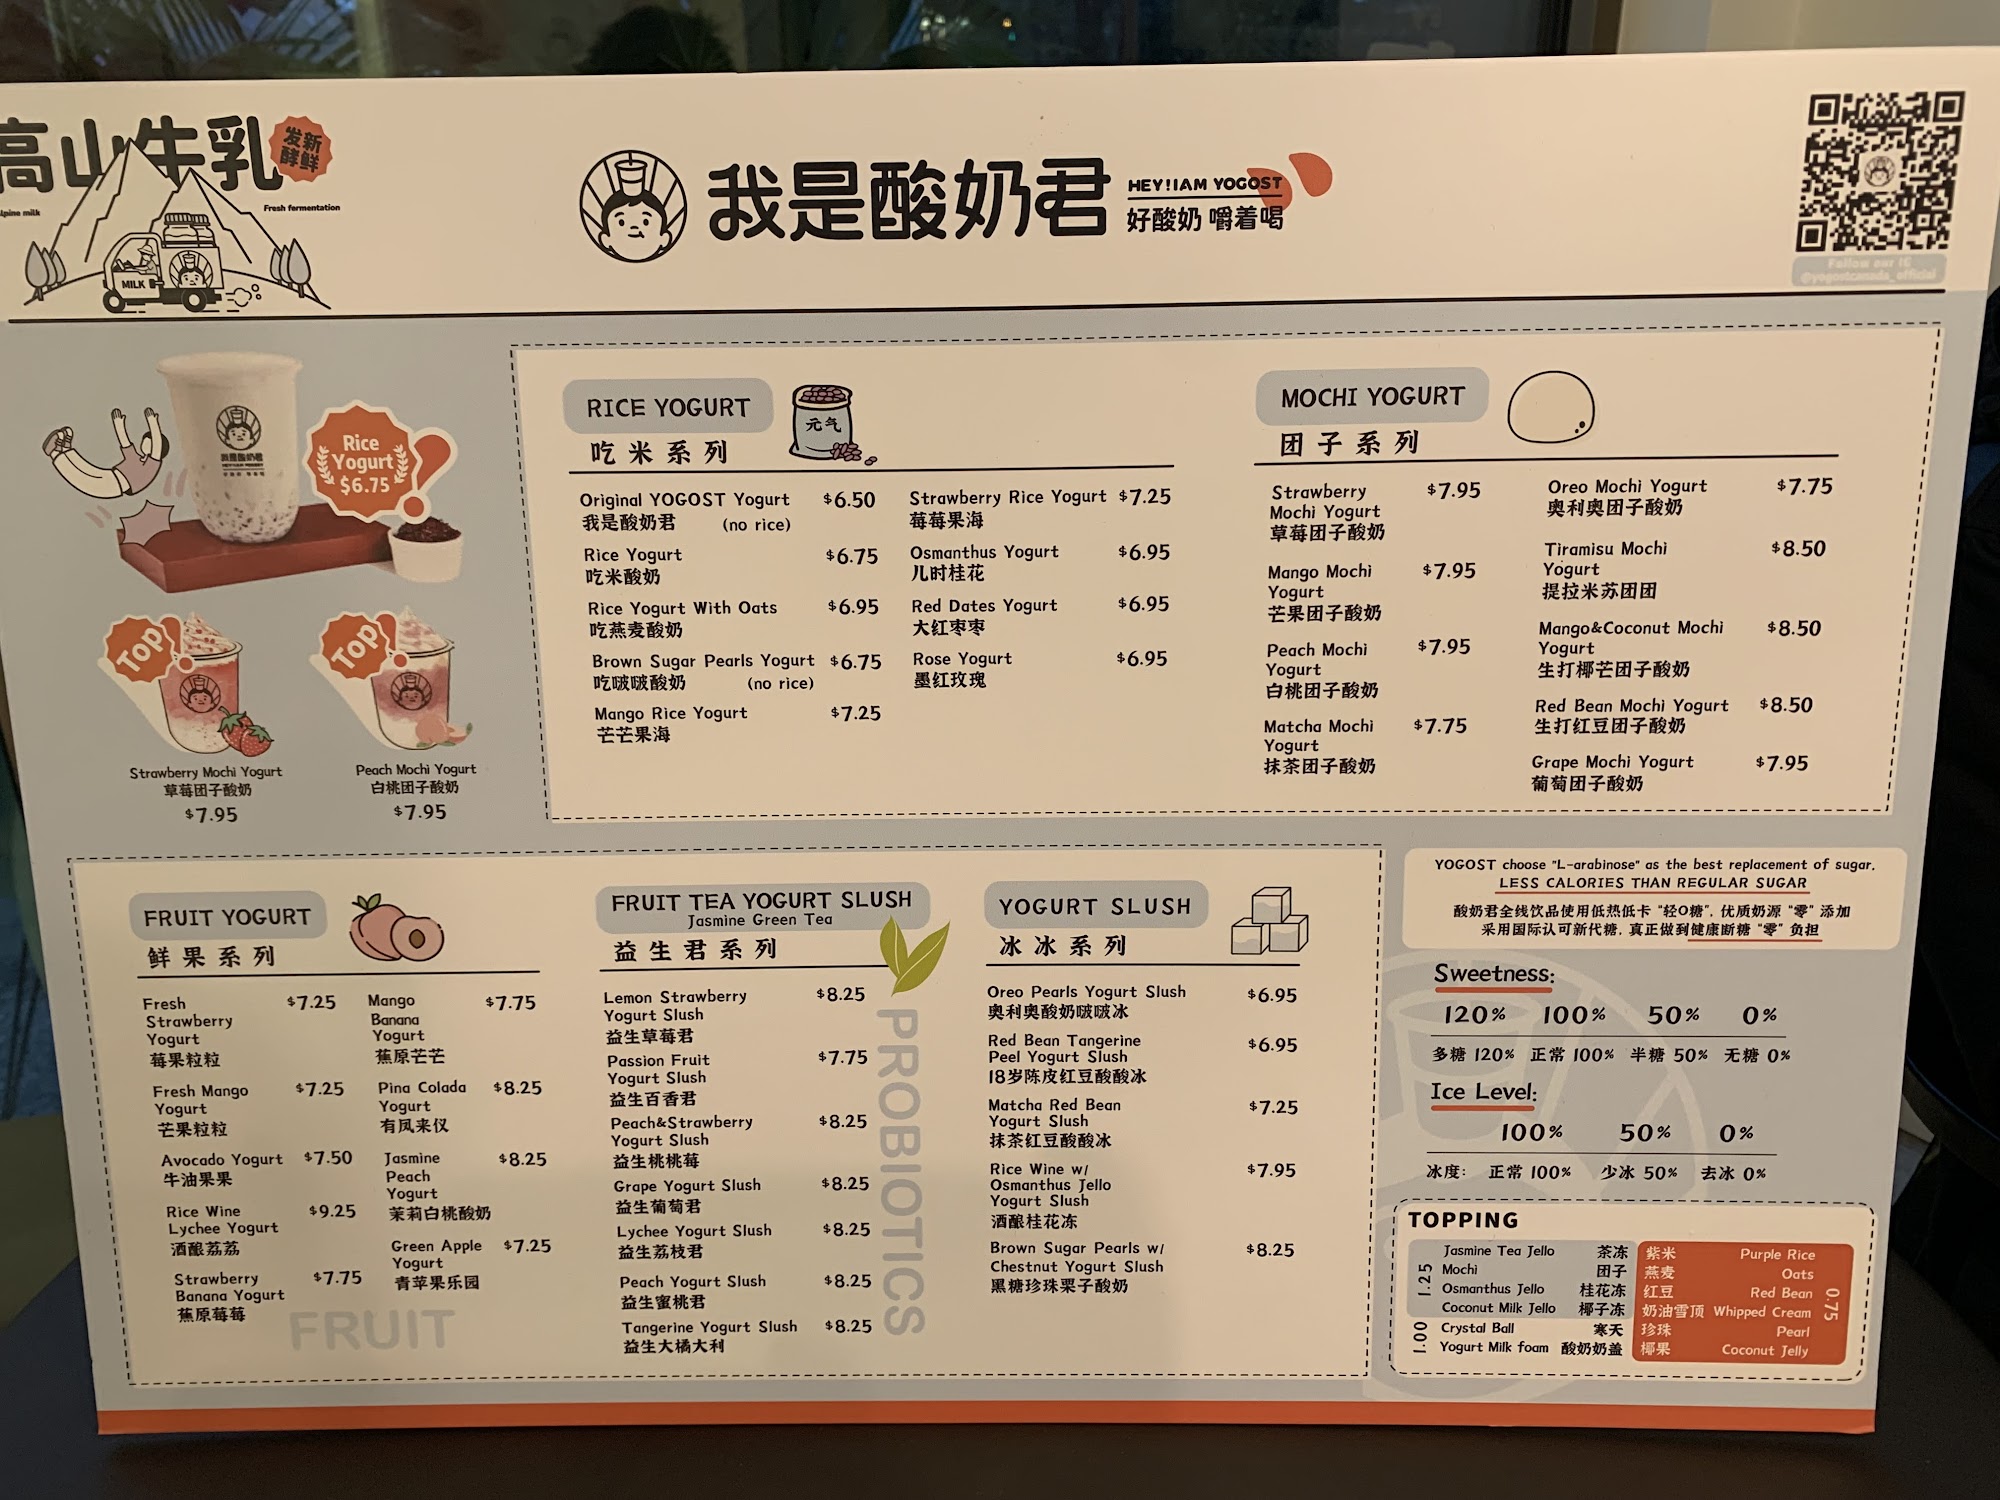 高山牛乳
发新
酵鲜
lpine milk
Fresh fermentation
MILK
我是酸奶君
HEY!IAM YOGOST
好酸奶 嚼着喝
Follow our IG
@yogostcanada_official
我是酸奶君
HEY!IAM YOGOST
Rice
Yogurt
$6.75
Top
Strawberry Mochi Yogurt
草莓团子酸奶
$7.95
Top
Peach Mochi Yogurt
白桃团子酸奶
$7.95
RICE YOGURT
元气
吃米系列
Original YOGOST Yogurt $6.50
我是酸奶君 (no rice)
Rice Yogurt $6.75
吃米酸奶
Rice Yogurt With Oats $6.95
吃燕麦酸奶
Brown Sugar Pearls Yogurt $6.75
吃啵啵酸奶 (no rice)
Mango Rice Yogurt $7.25
芒芒果海
Strawberry Rice Yogurt $7.25
莓莓果海
Osmanthus Yogurt $6.95
儿时桂花
Red Dates Yogurt $6.95
大红枣枣
Rose Yogurt $6.95
墨红玫瑰
MOCHI YOGURT
团子系列
Strawberry $7.95
Mochi Yogurt
草莓团子酸奶
Mango Mochi $7.95
Yogurt
芒果团子酸奶
Peach Mochi $7.95
Yogurt
白桃团子酸奶
Matcha Mochi $7.75
Yogurt
抹茶团子酸奶
Oreo Mochi Yogurt $7.75
奥利奥团子酸奶
Tiramisu Mochi $8.50
Yogurt
提拉米苏团团
Mango&Coconut Mochi $8.50
Yogurt
生打椰芒团子酸奶
Red Bean Mochi Yogurt $8.50
生打红豆团子酸奶
Grape Mochi Yogurt $7.95
葡萄团子酸奶
FRUIT YOGURT
鲜果系列
Fresh $7.25
Strawberry
Yogurt
莓果粒粒
Fresh Mango $7.25
Yogurt
芒果粒粒
Avocado Yogurt $7.50
牛油果果
Rice Wine $9.25
Lychee Yogurt
酒酿荔荔
Strawberry $7.75
Banana Yogurt
蕉原莓莓
Mango $7.75
Banana
Yogurt
蕉原芒芒
Pina Colada $8.25
Yogurt
有凤来仪
Jasmine $8.25
Peach
Yogurt
茉莉白桃酸奶
Green Apple $7.25
Yogurt
青苹果乐园
FRUIT
FRUIT TEA YOGURT SLUSH
Jasmine Green Tea
益生君系列
Lemon Strawberry $8.25
Yogurt Slush
益生草莓君
Passion Fruit $7.75
Yogurt Slush
益生百香君
Peach&Strawberry $8.25
Yogurt Slush
益生桃桃莓
Grape Yogurt Slush $8.25
益生葡萄君
Lychee Yogurt Slush $8.25
益生荔枝君
Peach Yogurt Slush $8.25
益生蜜桃君
Tangerine Yogurt Slush $8.25
益生大橘大利
PROBIOTICS
YOGURT SLUSH
冰冰系列
Oreo Pearls Yogurt Slush $6.95
奥利奥酸奶啵啵冰
Red Bean Tangerine $6.95
Peel Yogurt Slush
18岁陈皮红豆酸酸冰
Matcha Red Bean $7.25
Yogurt Slush
抹茶红豆酸酸冰
Rice Wine w/ $7.95
Osmanthus Jello
Yogurt Slush
酒酿桂花冻
Brown Sugar Pearls w/ $8.25
Chestnut Yogurt Slush
黑糖珍珠栗子酸奶
YOGOST choose "L-arabinose" as the best replacement of sugar.
LESS CALORIES THAN REGULAR SUGAR
酸奶君全线饮品使用低热低卡 "轻0糖". 优质奶源 "零" 添加
采用国际认可新代糖. 真正做到健康断糖 "零" 负担
Sweetness:
120% 100% 50% 0%
多糖 120% 正常 100% 半糖 50% 无糖 0%
Ice Level:
100% 50% 0%
冰度: 正常 100% 少冰 50% 去冰 0%
TOPPING
1.25
Jasmine Tea Jello 茶冻
Mochi 团子
Osmanthus Jello 桂花冻
Coconut Milk Jello 椰子冻
1.00
Crystal Ball 寒天
Yogurt Milk foam 酸奶奶盖
紫米 Purple Rice
燕麦 Oats
红豆 Red Bean
奶油雪顶 Whipped Cream
珍珠 Pearl
椰果 Coconut Jelly
0.75